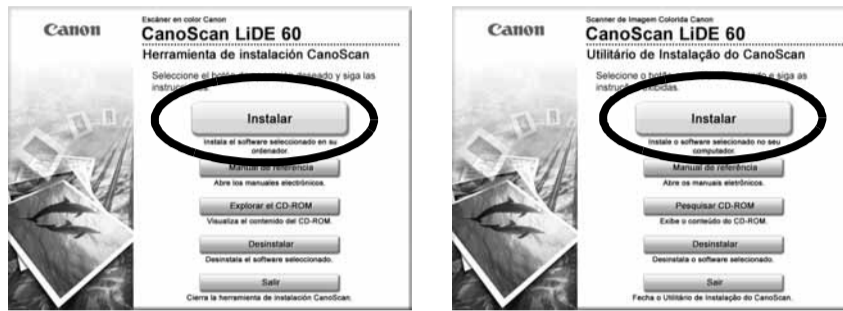 Canon
Escáner en color Canon
CanoScan LiDE 60
Herramienta de instalación CanoScan
Seleccione el botón deseado y siga las
Instalar
Instala el software seleccionado en su
ordenador.
Manual de referencia
Abre los manuales electrónicos.
Explorar el CD-ROM
Visualiza el contenido del CD-ROM.
Desinstalar
Desinstala el software seleccionado.
Salir
Cierra la herramienta de instalación CanoScan.
Canon
Scanner de Imagem Colorida Canon
CanoScan LiDE 60
Utilitário de Instalação do CanoScan
Selecione o e siga as
exibidas.
Instalar
Instale o software selecionado no seu
computador.
Manual de referência
Abre os manuais eletrônicos.
Pesquisar CD-ROM
Exibe o conteúdo do CD-ROM.
Desinstalar
Desinstala o software selecionado.
Sair
Fecha o Utilitário de Instalação do CanoScan.